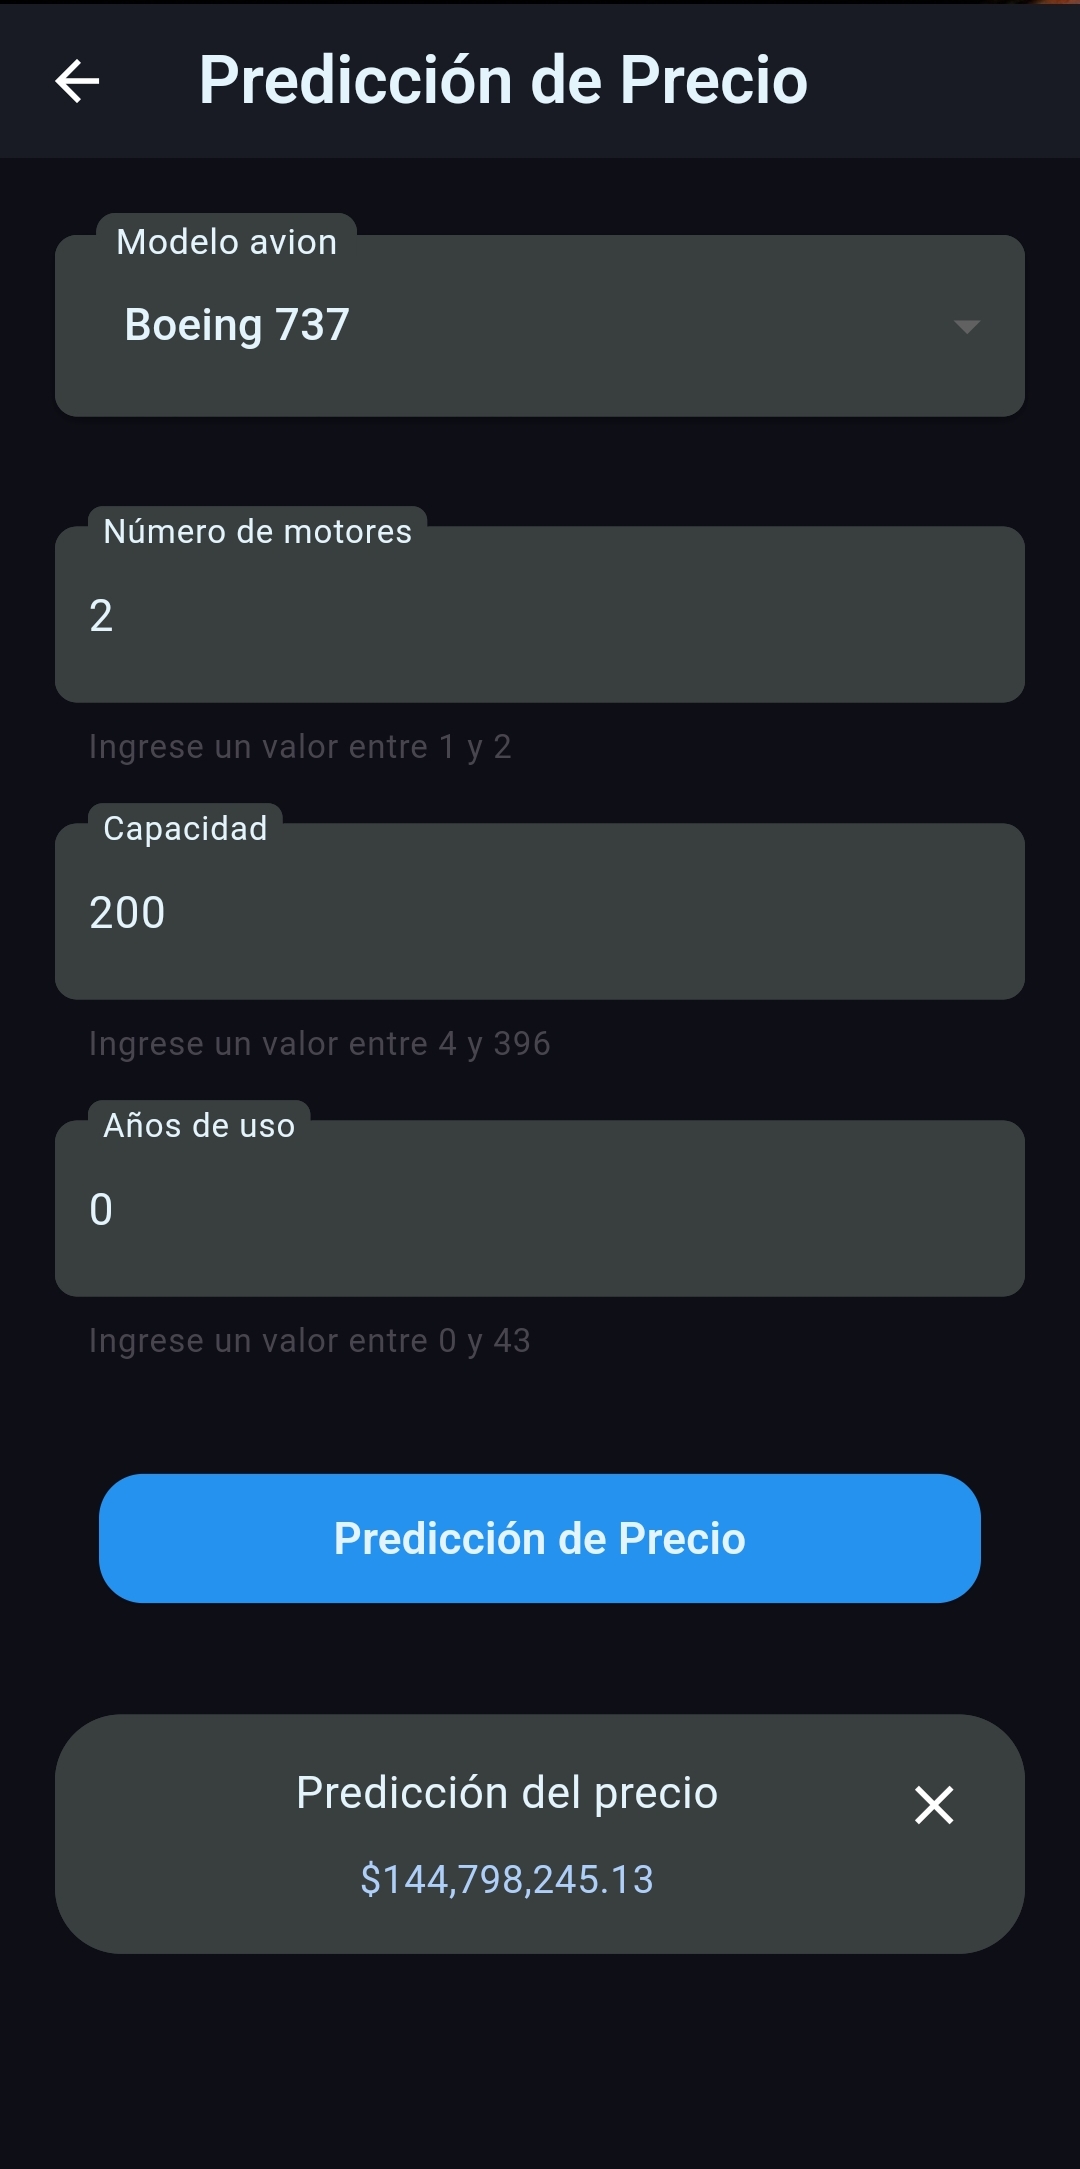 Predicción de Precio
Modelo avion
Boeing 737
Número de motores
2
Ingrese un valor entre 1 y 2
Capacidad
200
Ingrese un valor entre 4 y 396
Años de uso
0
Ingrese un valor entre 0 y 43
Predicción de Precio
Predicción del precio
$144,798,245.13